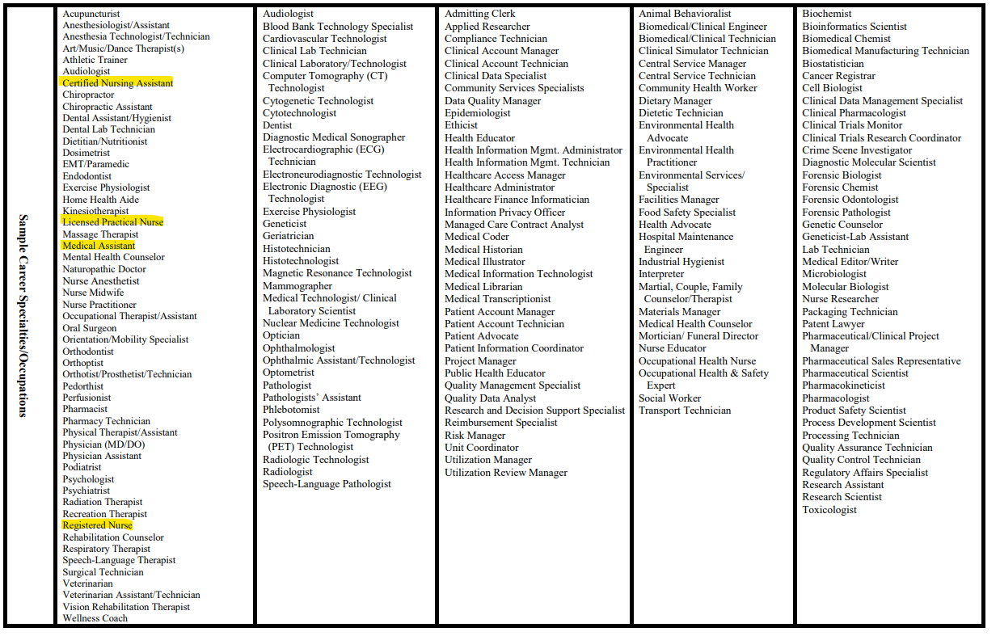 Sample Career Specialties/Occupations
Acupuncturist
Anesthesiologist/Assistant
Anesthesia Technologist/Technician
Art/Music/Dance Therapist(s)
Athletic Trainer
Audiologist
Certified Nursing Assistant
Chiropractor
Chiropractic Assistant
Dental Assistant/Hygienist
Dental Lab Technician
Dietitian/Nutritionist
Dosimetrist
EMT/Paramedic
Endodontist
Exercise Physiologist
Home Health Aide
Kinesiotherapist
Licensed Practical Nurse
Massage Therapist
Medical Assistant
Mental Health Counselor
Naturopathic Doctor
Nurse Anesthetist
Nurse Midwife
Nurse Practitioner
Occupational Therapist/Assistant
Oral Surgeon
Orientation/Mobility Specialist
Orthodontist
Orthoptist
Orthotist/Prosthetist/Technician
Pedorthist
Perfusionist
Pharmacist
Pharmacy Technician
Physical Therapist/Assistant
Physician (MD/DO)
Physician Assistant
Podiatrist
Psychologist
Psychiatrist
Radiation Therapist
Recreation Therapist
Registered Nurse
Rehabilitation Counselor
Respiratory Therapist
Speech-Language Therapist
Surgical Technician
Veterinarian
Veterinarian Assistant/Technician
Vision Rehabilitation Therapist
Wellness Coach
Audiologist
Blood Bank Technology Specialist
Cardiovascular Technologist
Clinical Lab Technician
Clinical Laboratory/Technologist
Computer Tomography (CT)
Technologist
Cytogenetic Technologist
Cytotechnologist
Dentist
Diagnostic Medical Sonographer
Electrocardiographic (ECG)
Technician
Electroneurodiagnostic Technologist
Electronic Diagnostic (EEG)
Technologist
Exercise Physiologist
Geneticist
Geriatrician
Histotechnician
Histotechnologist
Magnetic Resonance Technologist
Mammographer
Medical Technologist/ Clinical
Laboratory Scientist
Nuclear Medicine Technologist
Optician
Ophthalmologist
Ophthalmic Assistant/Technologist
Optometrist
Pathologist
Pathologists’ Assistant
Phlebotomist
Polysomnographic Technologist
Positron Emission Tomography
(PET) Technologist
Radiologic Technologist
Radiologist
Speech-Language Pathologist
Admitting Clerk
Applied Researcher
Compliance Technician
Clinical Account Manager
Clinical Account Technician
Clinical Data Specialist
Community Services Specialists
Data Quality Manager
Epidemiologist
Ethicist
Health Educator
Health Information Mgmt. Administrator
Health Information Mgmt. Technician
Healthcare Access Manager
Healthcare Administrator
Healthcare Finance Informatician
Information Privacy Officer
Managed Care Contract Analyst
Medical Coder
Medical Historian
Medical Illustrator
Medical Information Technologist
Medical Librarian
Medical Transcriptionist
Patient Account Manager
Patient Account Technician
Patient Advocate
Patient Information Coordinator
Project Manager
Public Health Educator
Quality Management Specialist
Quality Data Analyst
Research and Decision Support Specialist
Reimbursement Specialist
Risk Manager
Unit Coordinator
Utilization Manager
Utilization Review Manager
Animal Behavioralist
Biomedical/Clinical Engineer
Biomedical/Clinical Technician
Clinical Simulator Technician
Central Service Manager
Central Service Technician
Community Health Worker
Dietary Manager
Dietetic Technician
Environmental Health
Advocate
Environmental Health
Practitioner
Environmental Services/
Specialist
Facilities Manager
Food Safety Specialist
Health Advocate
Hospital Maintenance
Engineer
Industrial Hygienist
Interpreter
Martial, Couple, Family
Counselor/Therapist
Materials Manager
Medical Health Counselor
Mortician/ Funeral Director
Nurse Educator
Occupational Health Nurse
Occupational Health & Safety
Expert
Social Worker
Transport Technician
Biochemist
Bioinformatics Scientist
Biomedical Chemist
Biomedical Manufacturing Technician
Biostatistician
Cancer Registrar
Cell Biologist
Clinical Data Management Specialist
Clinical Pharmacologist
Clinical Trials Monitor
Clinical Trials Research Coordinator
Crime Scene Investigator
Diagnostic Molecular Scientist
Forensic Biologist
Forensic Chemist
Forensic Odontologist
Forensic Pathologist
Genetic Counselor
Geneticist-Lab Assistant
Lab Technician
Medical Editor/Writer
Microbiologist
Molecular Biologist
Nurse Researcher
Packaging Technician
Patent Lawyer
Pharmaceutical/Clinical Project
Manager
Pharmaceutical Sales Representative
Pharmaceutical Scientist
Pharmacokineticist
Pharmacologist
Product Safety Scientist
Process Development Scientist
Processing Technician
Quality Assurance Technician
Quality Control Technician
Regulatory Affairs Specialist
Research Assistant
Research Scientist
Toxicologist